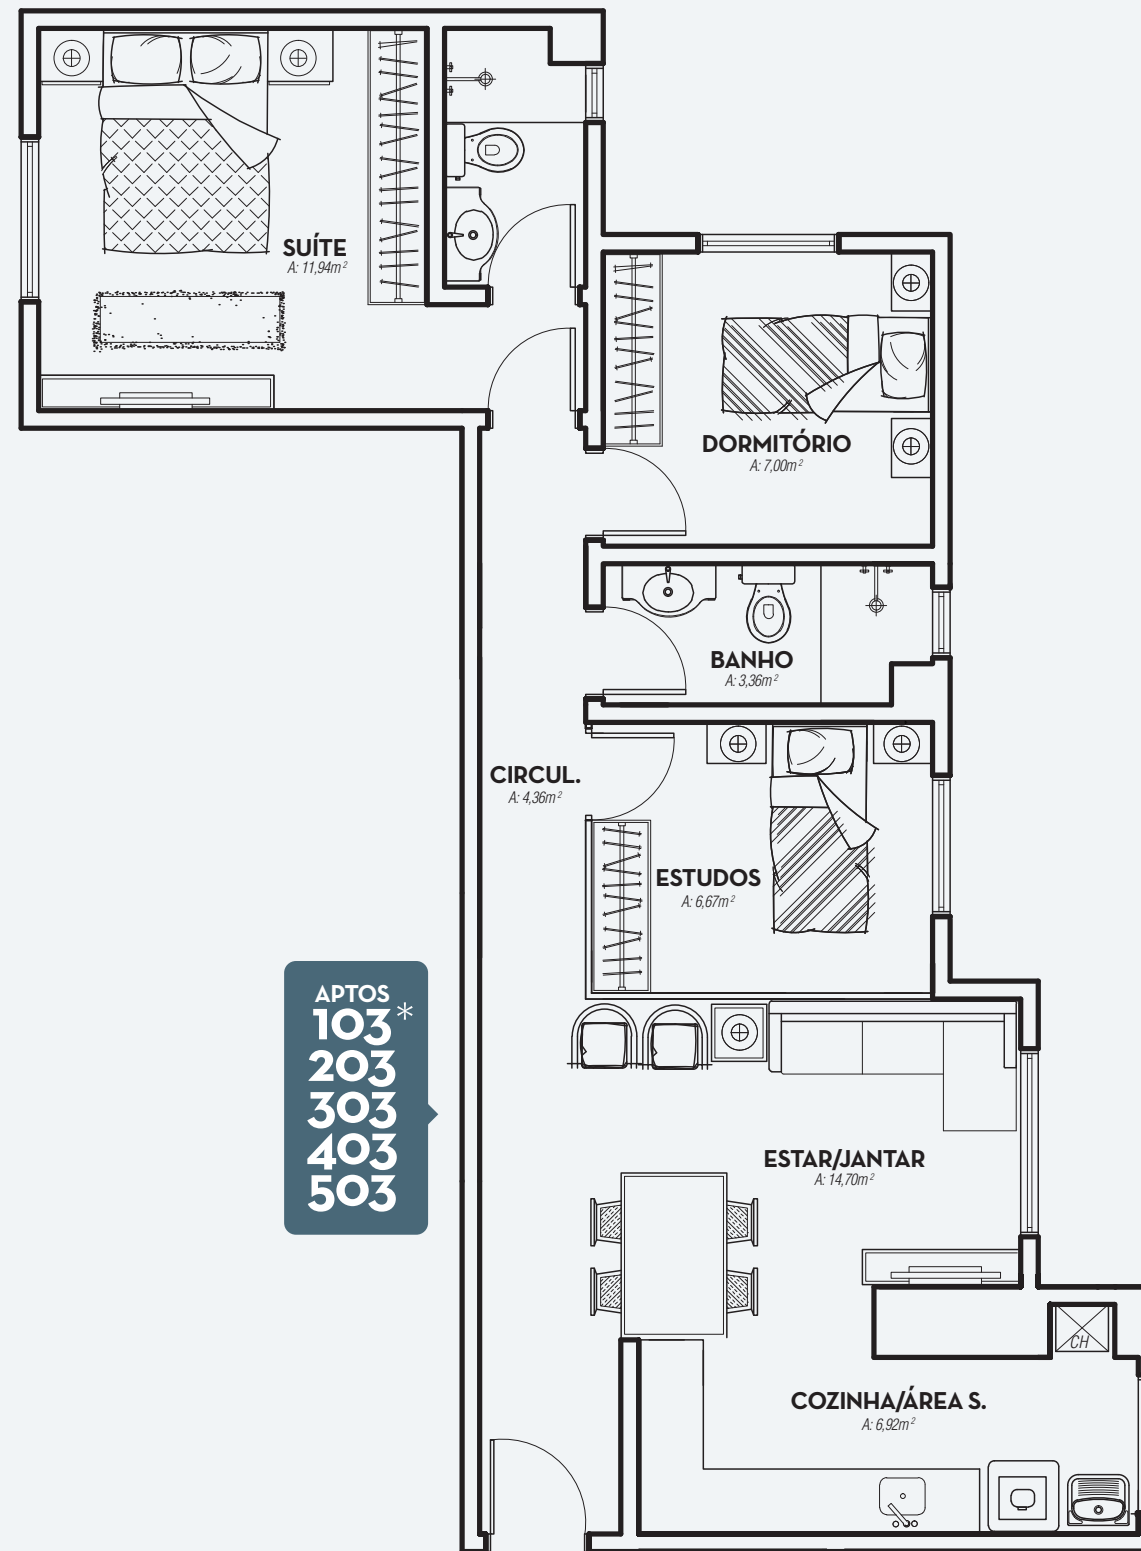 SUÍTE
A: 11,94m²
DORMITÓRIO
A: 7,00m²
BANHO
A: 3,36m²
CIRCUL.
A: 4,36m²
ESTUDOS
A: 6,67m²
APTOS
103*
203
303
403
503
ESTAR/JANTAR
A: 14,70m²
CH
COZINHA/ÁREA S.
A: 6,92m²